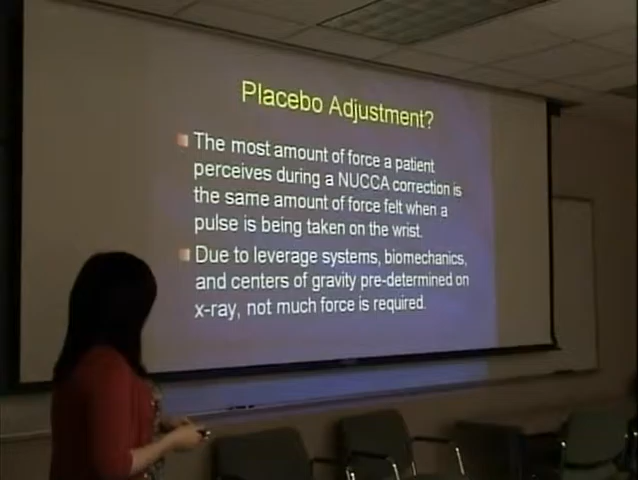 Placebo Adjustment?
The most amount of force a patient
perceives during a NUCCA correction is
the same amount of force felt when a
pulse is being taken on the wrist.
Due to leverage systems, biomechanics,
and centers of gravity pre-determined on
x-ray, not much force is required.